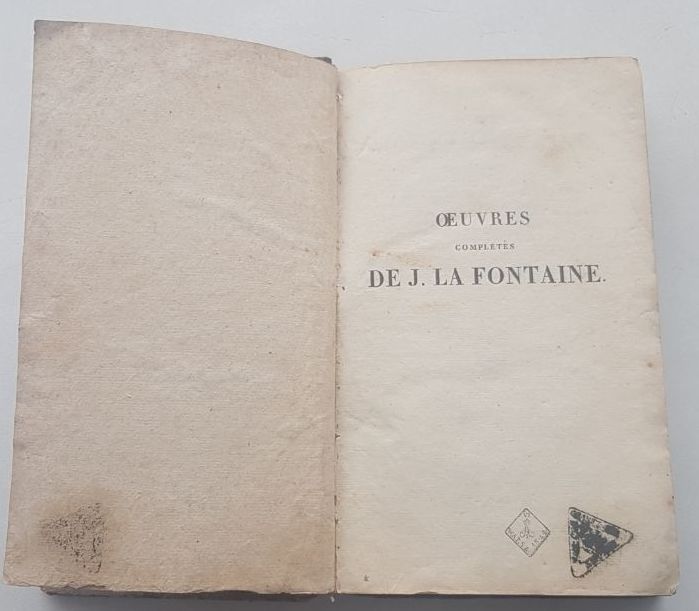 ŒUVRES
COMPLÈTES
DE J. LA FONTAINE.